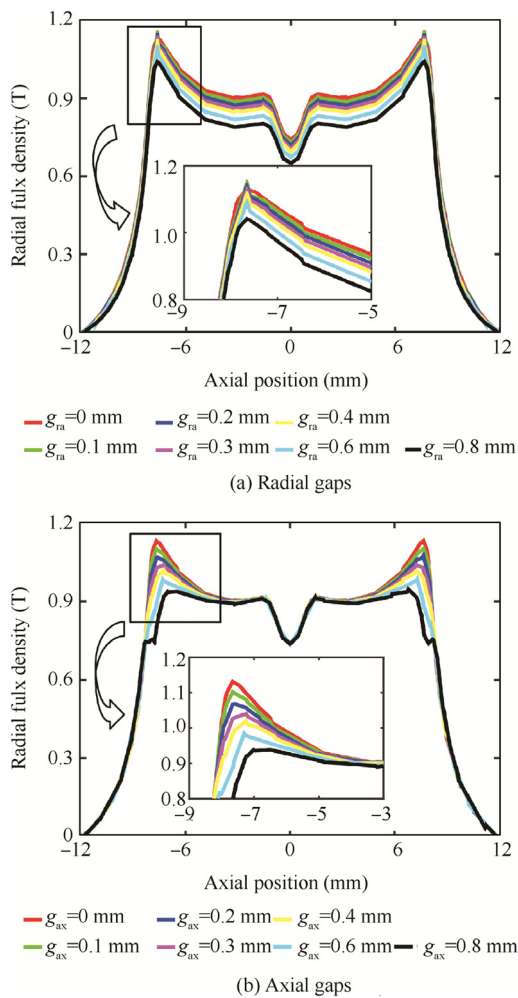 1.2
0.9
0.6
0.3
0
Radial fulx density (T)
1.2
1.1
1.0
0.9
0.8
−9 −7 −5
−12 −6 0 6 12
Axial position (mm)
gra=0 mm gra=0.2 mm gra=0.4 mm
gra=0.1 mm gra=0.3 mm gra=0.6 mm gra=0.8 mm
(a) Radial gaps
1.2
0.9
0.6
0.3
0
Radial fulx density (T)
1.2
1.1
1.0
0.9
0.8
−9 −7 −5 −3
−12 −6 0 6 12
Axial position (mm)
gax=0 mm gax=0.2 mm gax=0.4 mm
gax=0.1 mm gax=0.3 mm gax=0.6 mm gax=0.8 mm
(b) Axial gaps